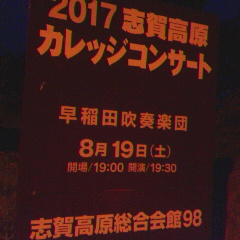 2017 志賀高原
カレッジコンサート
早稲田吹奏楽団
8月19日(土)
開場/19:00 開演/19:30
志賀高原総合会館98